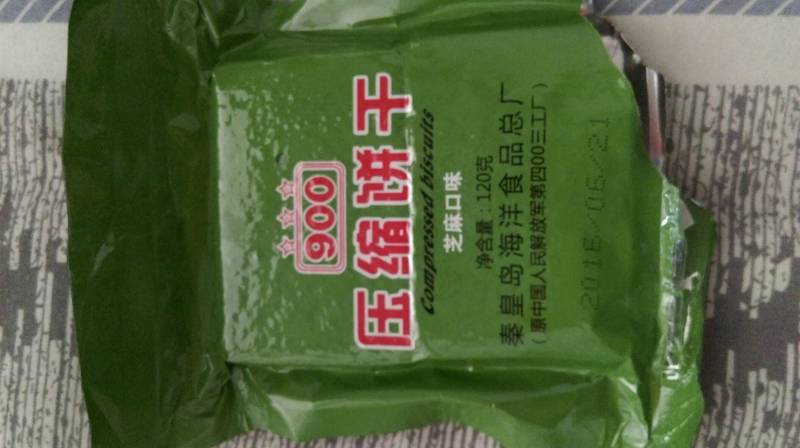 900
压缩饼干
Compressed biscuits
芝麻口味
净含量：120克
秦皇岛海洋食品总厂
（原中国人民解放军第四00三工厂）
2016/06/21